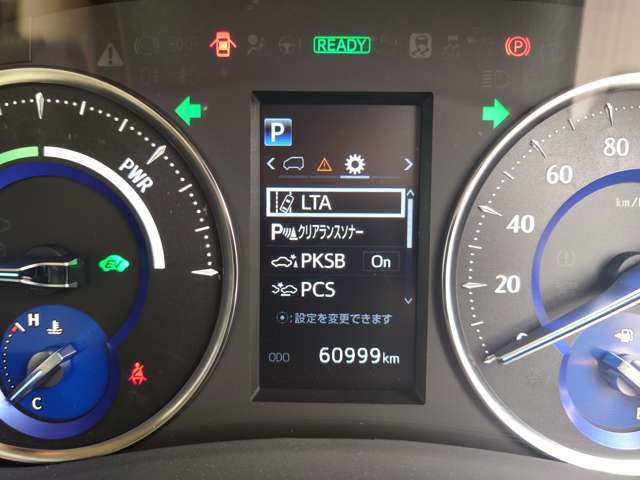 READY
P
PWR
P
LTA
Pクリアランスソナー
PKSB On
PCS
:設定を変更できます
ODO 60999km
EV
H
C
80
60
km/h
40
20